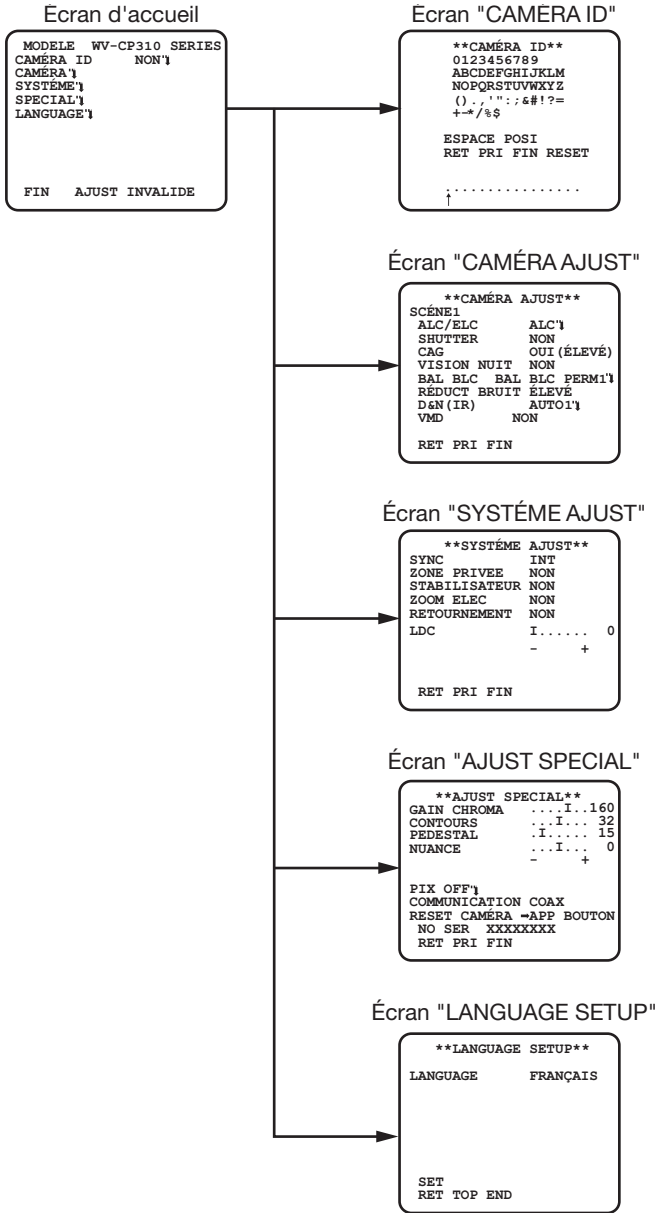 Écran d'accueil
MODELE WV-CP310 SERIES
CAMÉRA ID NON
CAMÉRA
SYSTÉME
SPECIAL
LANGUAGE
FIN AJUST INVALIDE
Écran "CAMÉRA ID"
**CAMÉRA ID**
0123456789
ABCDEFGHIJKLM
NOPQRSTUVWXYZ
().,'":;&#!?=
+-*/%$
ESPACE POSI
RET PRI FIN RESET
................
↑
Écran "CAMÉRA AJUST"
**CAMÉRA AJUST**
SCÉNE1
ALC/ELC ALC
SHUTTER NON
CAG OUI(ÉLEVÉ)
VISION NUIT NON
BAL BLC BAL BLC PERM1
RÉDUCT BRUIT ÉLEVÉ
D&N(IR) AUTO1
VMD NON
RET PRI FIN
Écran "SYSTÉME AJUST"
**SYSTÉME AJUST**
SYNC INT
ZONE PRIVEE NON
STABILISATEUR NON
ZOOM ELEC NON
RETOURNEMENT NON
LDC I...... 0
- +
RET PRI FIN
Écran "AJUST SPECIAL"
**AJUST SPECIAL**
GAIN CHROMA ....I..160
CONTOURS ...I... 32
PEDESTAL .I..... 15
NUANCE ...I... 0
- +
PIX OFF
COMMUNICATION COAX
RESET CAMÉRA ➞APP BOUTON
NO SER XXXXXXXX
RET PRI FIN
Écran "LANGUAGE SETUP"
**LANGUAGE SETUP**
LANGUAGE FRANÇAIS
SET
RET TOP END